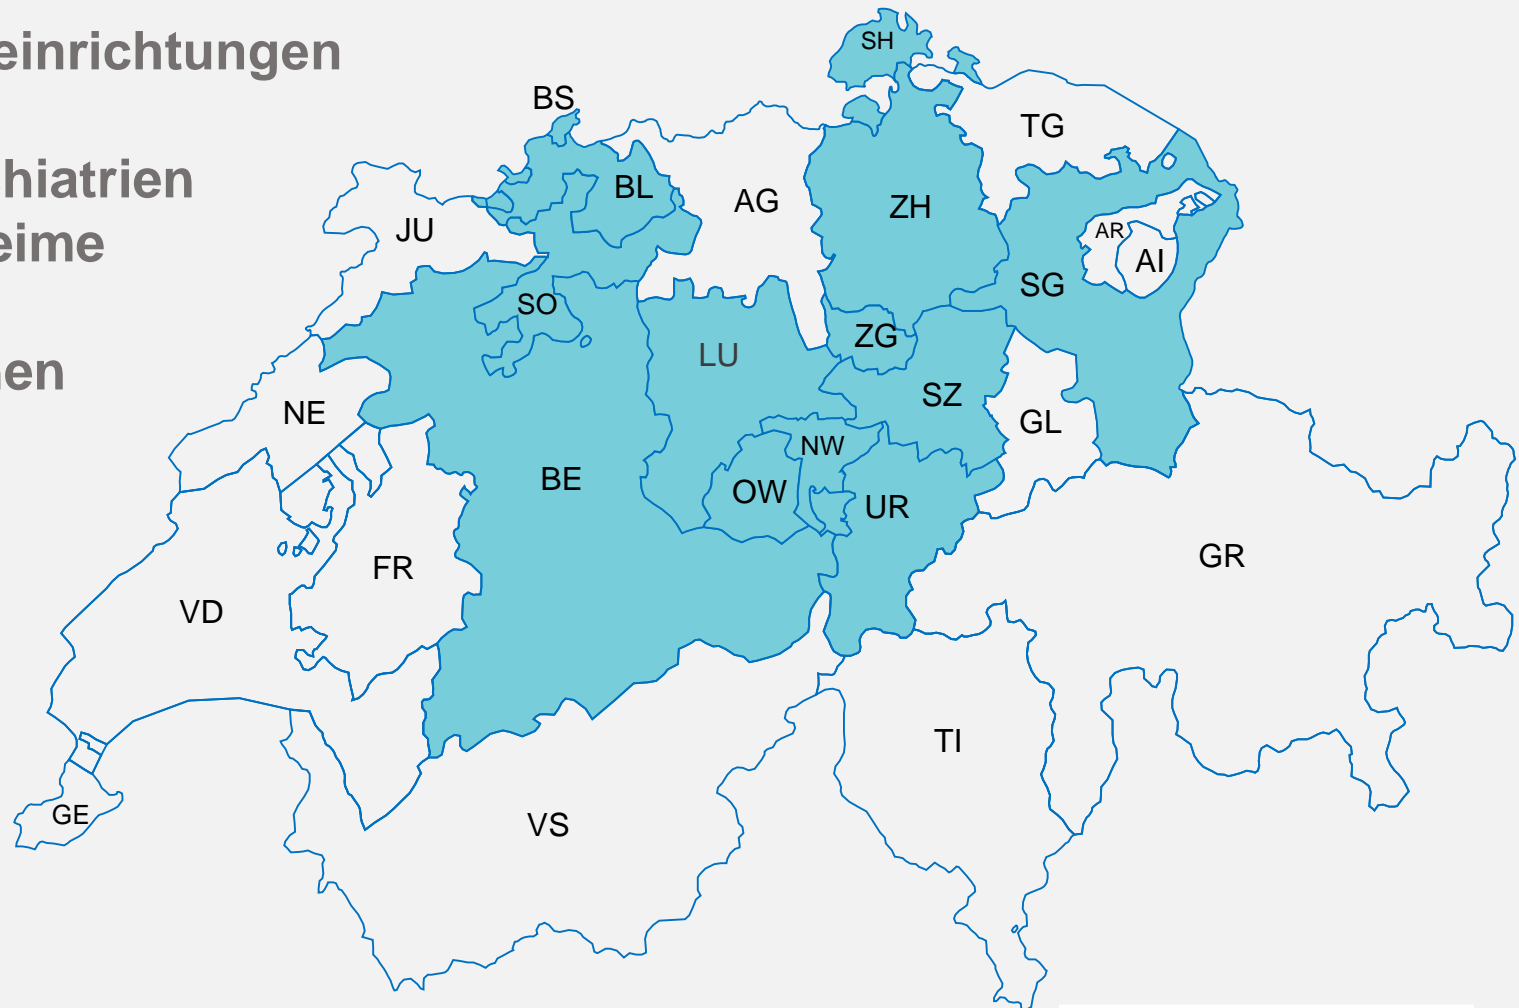 einrichtungen
hiatrien
eime
en
SH
BS
TG
BL
AG
ZH
JU
AR
AI
SG
SO
ZG
LU
SZ
NE
GL
NW
BE
OW
UR
GR
FR
VD
TI
GE
VS